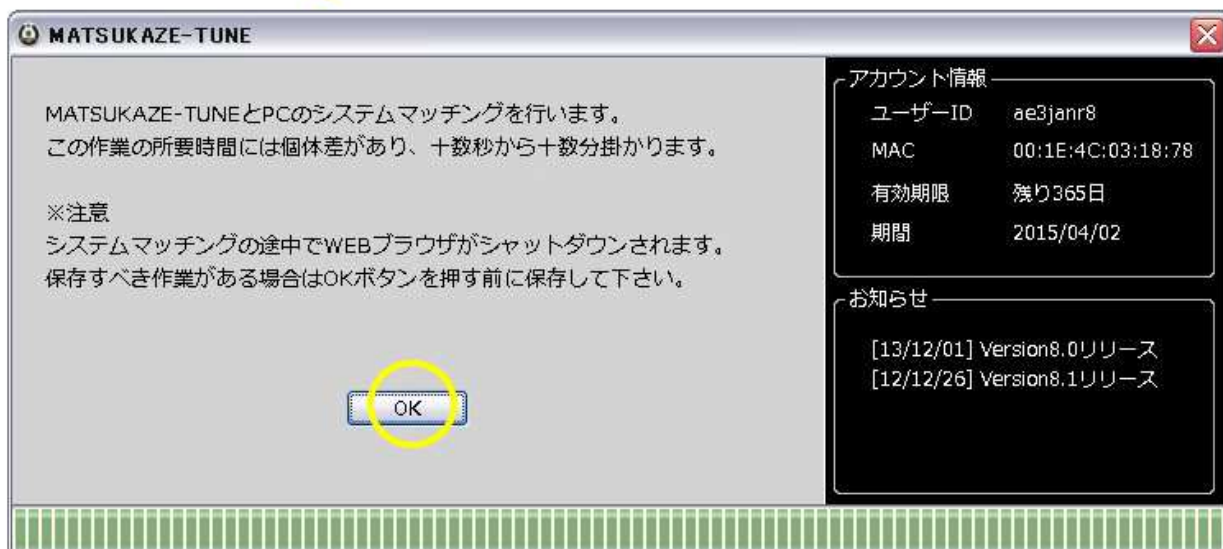 MATSUKAZE-TUNE
MATSUKAZE-TUNEとPCのシステムマッチングを行います。
この作業の所要時間には個体差があり、十数秒から十数分掛かります。
※注意
システムマッチングの途中でWEBブラウザがシャットダウンされます。
保存すべき作業がある場合はOKボタンを押す前に保存して下さい。
OK
アカウント情報
ユーザーID ae3janr8
MAC 00:1E:4C:03:18:78
有効期限 残り365日
期間 2015/04/02
お知らせ
[13/12/01] Version8.0リリース
[12/12/26] Version8.1リリース